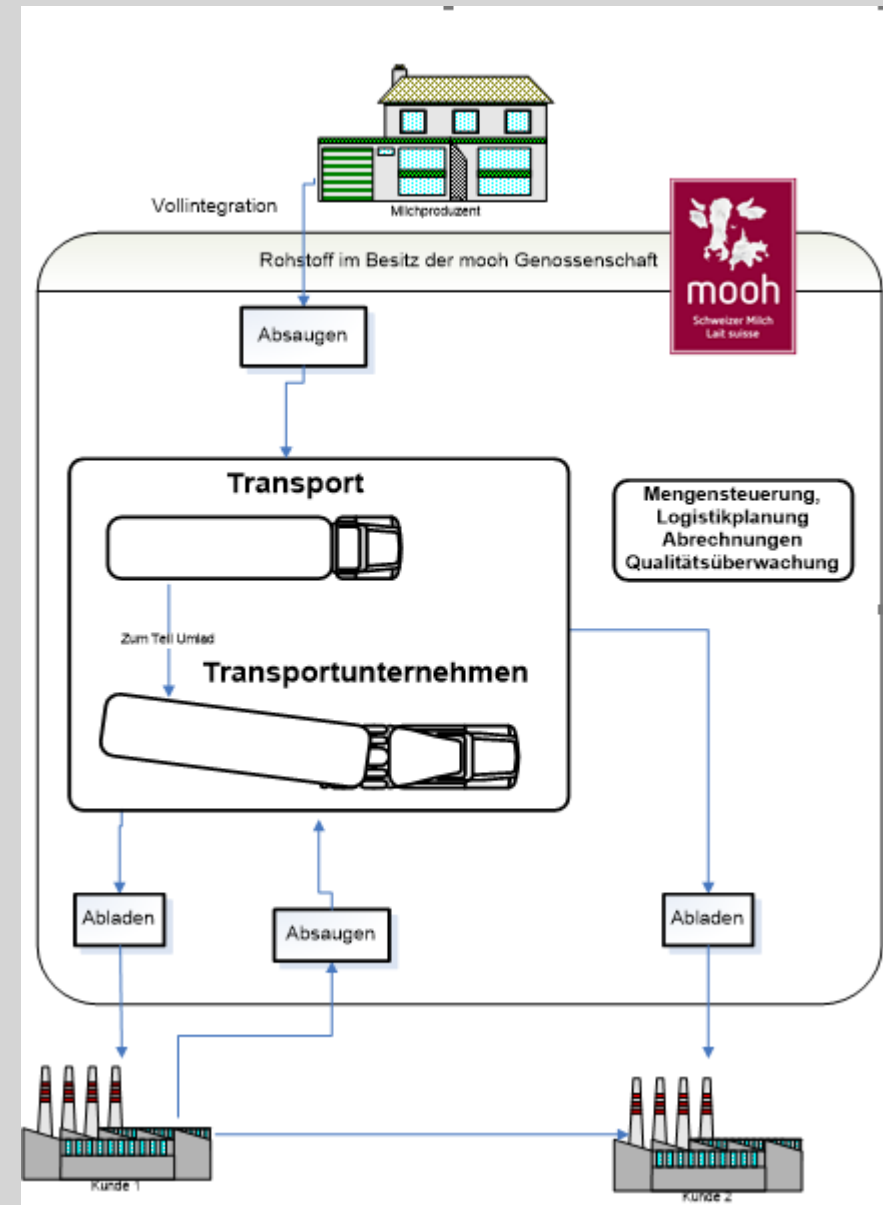 Vollintegration
Milchproduzent
Rohstoff im Besitz der mooh Genossenschaft
mooh
Schweizer Milch
Lait suisse
Absaugen
Transport
Mengensteuerung,
Logistikplanung
Abrechnungen
Qualitätsüberwachung
Zum Teil Umlad
Transportunternehmen
Abladen
Absaugen
Abladen
Kunde 1
Kunde 2